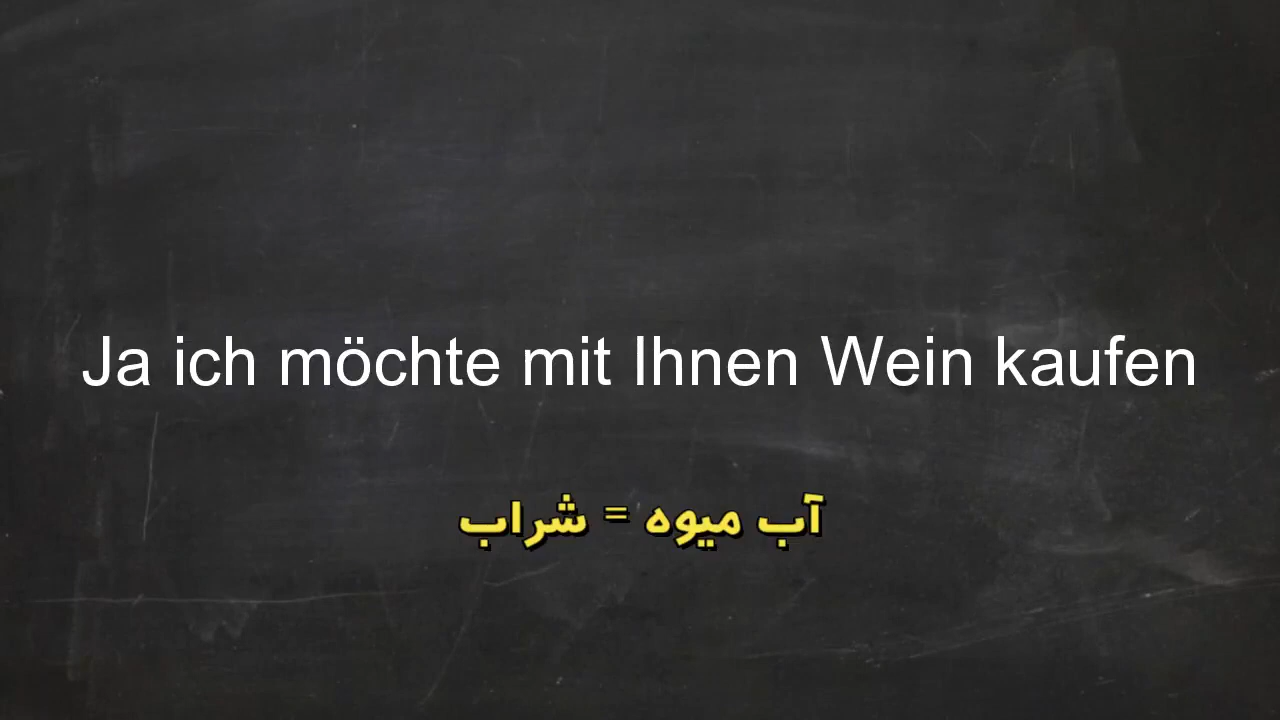 Ja ich möchte mit Ihnen Wein kaufen
آب میوه = شراب